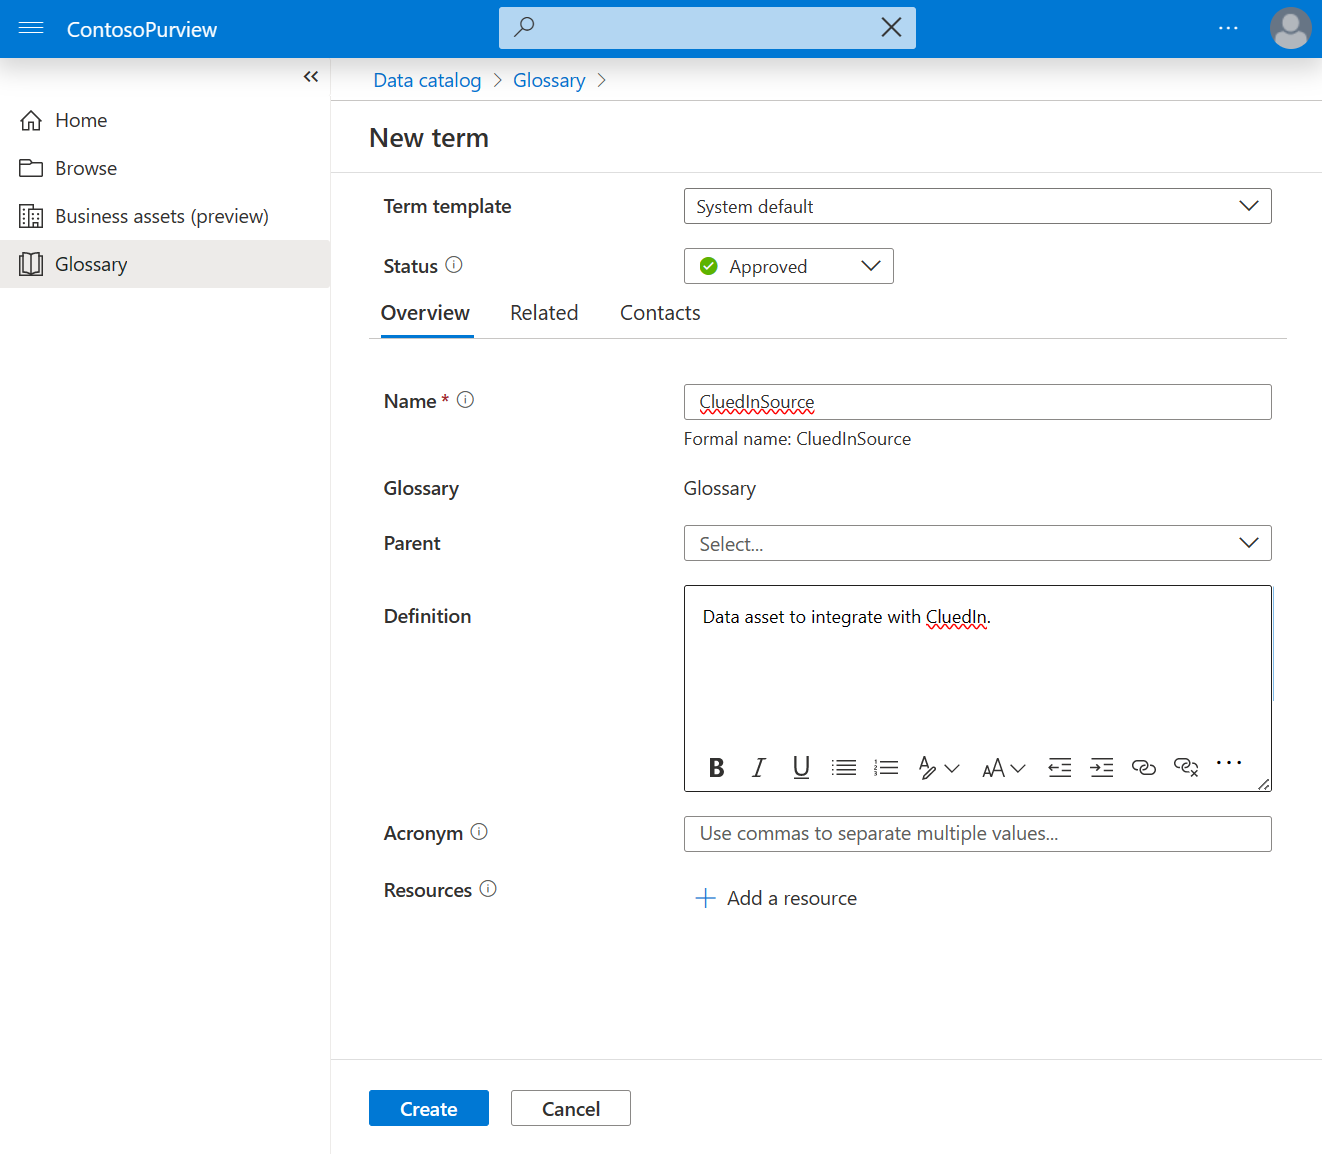 ContosoPurview
Data catalog > Glossary >
Home
Browse
Business assets (preview)
Glossary
New term
Term template
System default
Status
Approved
Overview Related Contacts
Name *
CluedInSource
Formal name: CluedInSource
Glossary
Glossary
Parent
Select...
Definition
Data asset to integrate with CluedIn.
Acronym
Use commas to separate multiple values...
Resources
Add a resource
Create
Cancel